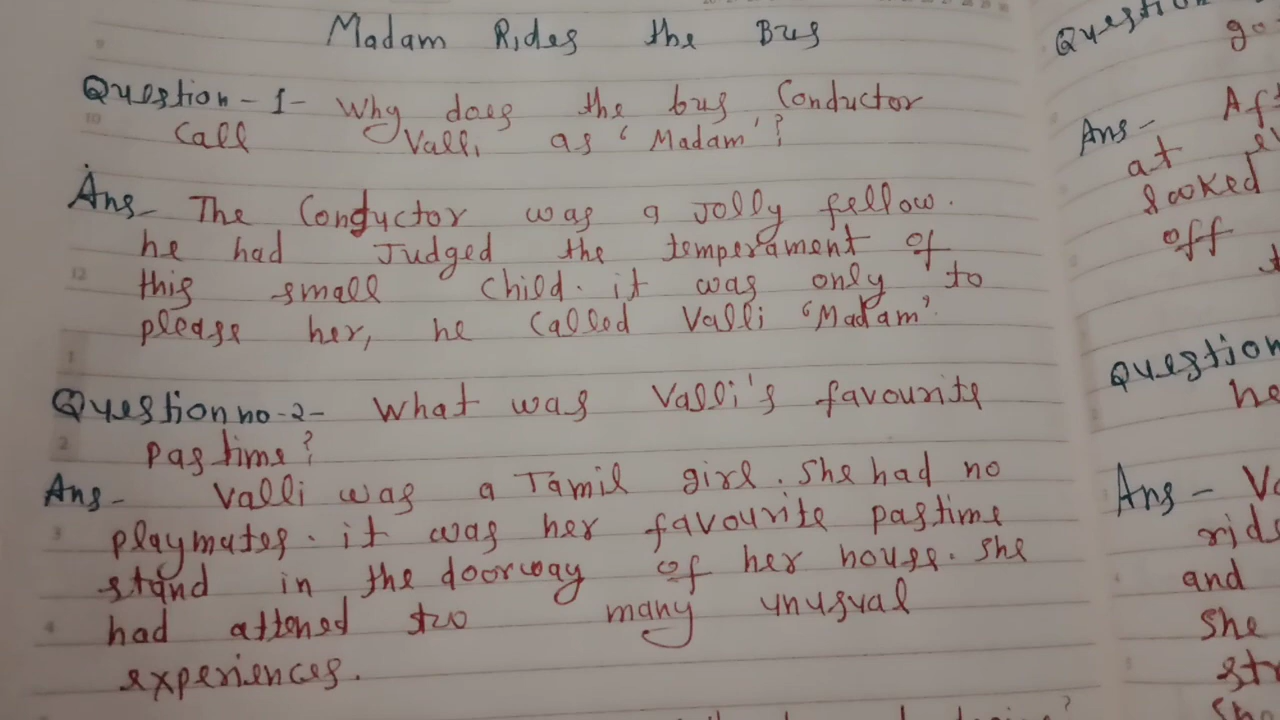 Madam Rides the Bus
Question-1- Why does the bus Conductor
Call Valli as 'Madam'?
Ans- The Conductor was a Jolly fellow.
he had Judged the temperament of
this small child. it was only to
please her, he called Valli 'Madam'.
Question no-2- What was Valli's favourite
pastime?
Ans- Valli was a Tamil girl. She had no
playmates. it was her favourite pastime
stand in the doorway of her house. She
had attened two many unusual
experiences.
Question
Ans-
at
looked
off
Question
he
Ans-
and
She